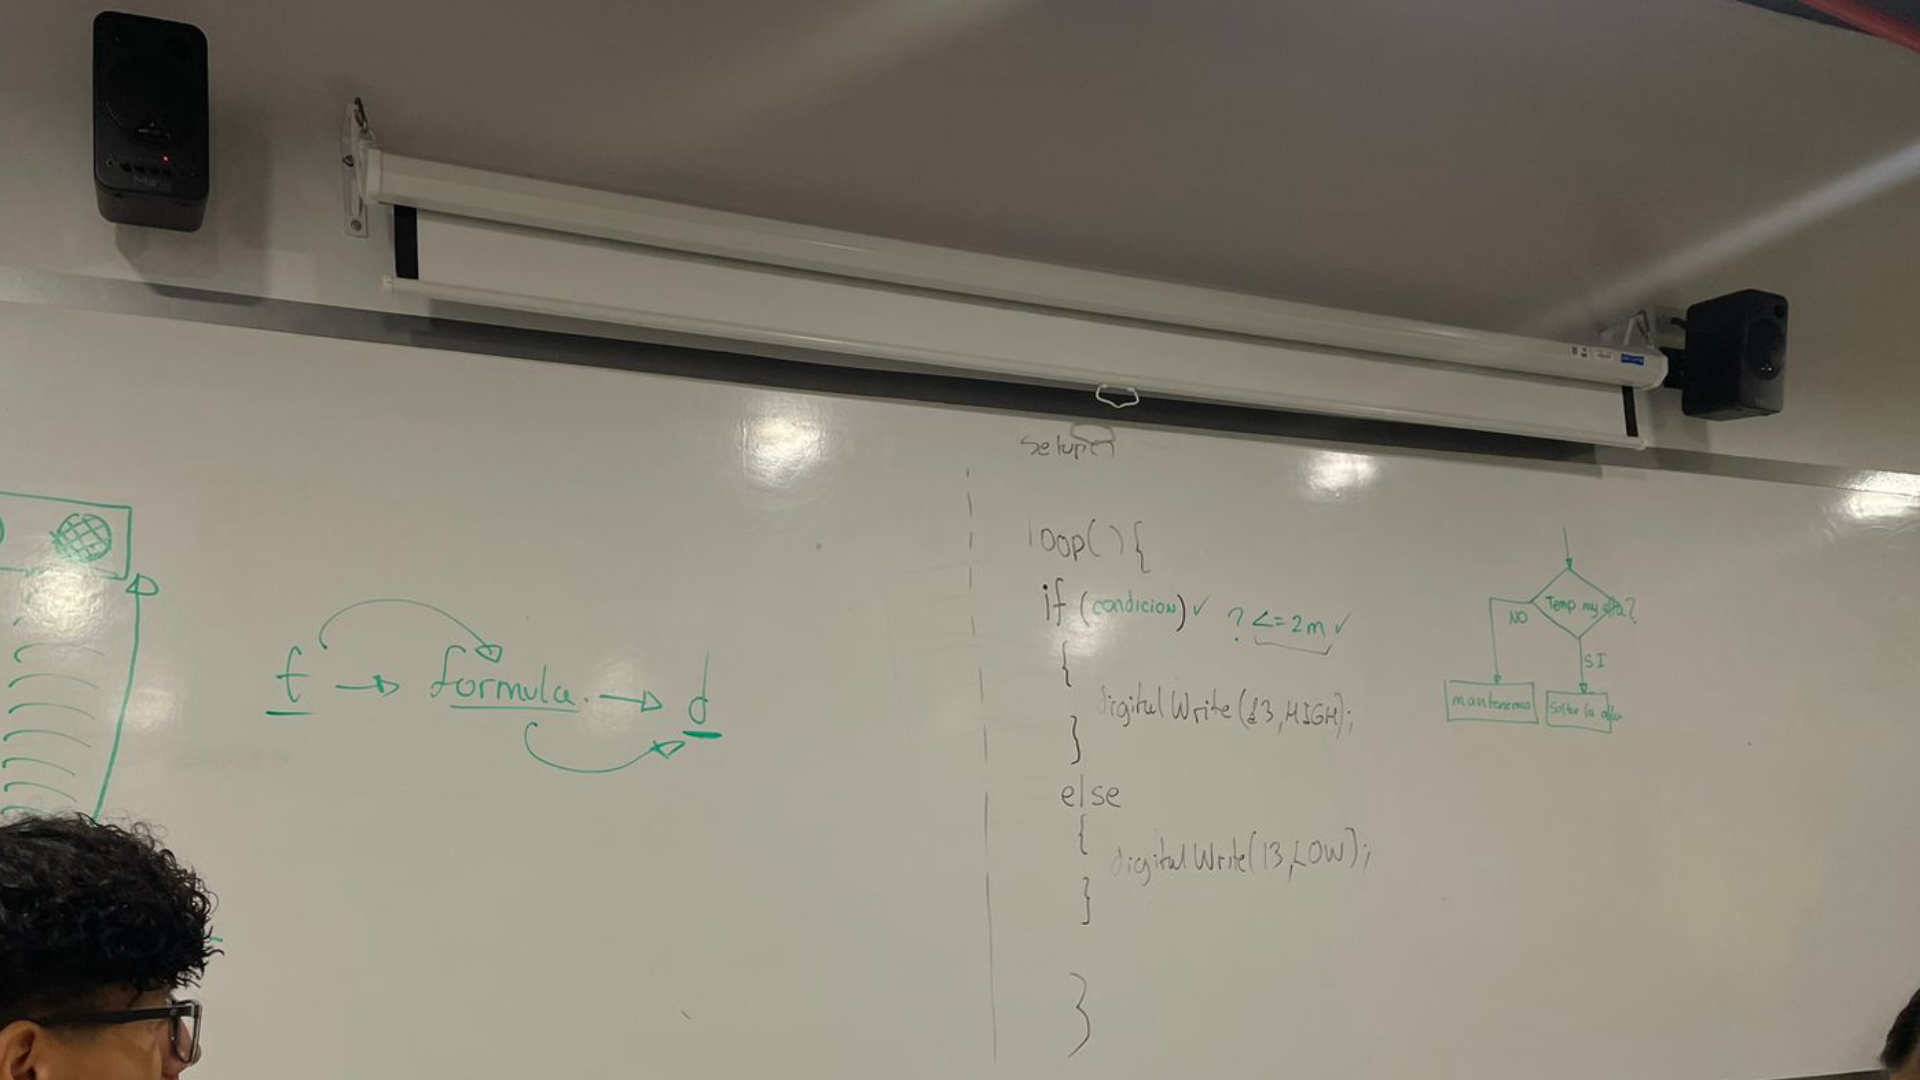 t → formula. → d
setup()
loop(){
if (condicion) ✓ ? <=2m ✓
{
digitalWrite(13,HIGH);
}
else
{
digitalWrite(13,LOW);
}
}
Temp. muy alta?
NO
SI
mantenemos
Soltar la